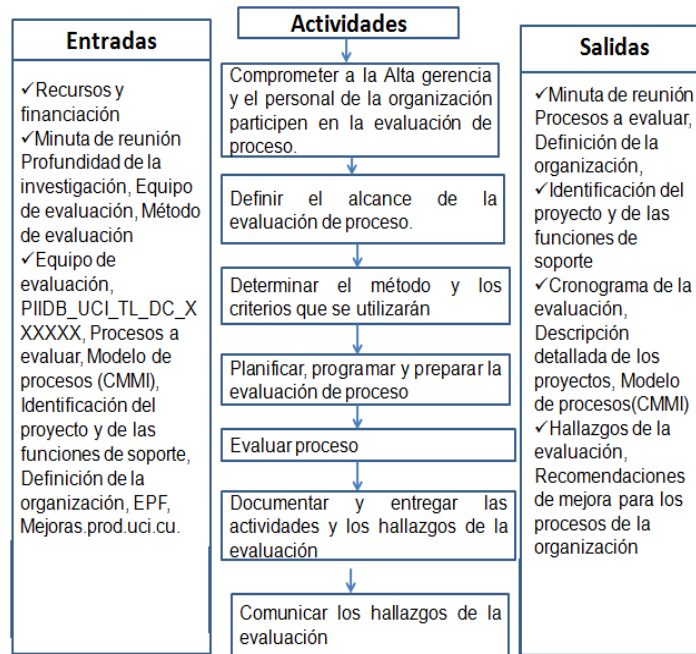 Entradas
✓Recursos y
financiación
✓Minuta de reunión
Profundidad de la
investigación, Equipo
de evaluación, Método
de evaluación
✓Equipo de
evaluación,
PIIDB_UCI_TL_DC_X
XXXXX, Procesos a
evaluar, Modelo de
procesos (CMMI),
Identificación del
proyecto y de las
funciones de soporte,
Definición de la
organización, EPF,
Mejoras.prod.uci.cu.
Actividades
Comprometer a la Alta gerencia
y el personal de la organización
participen en la evaluación de
proceso.
Definir el alcance de la
evaluación de proceso.
Determinar el método y los
criterios que se utilizarán
Planificar, programar y preparar la
evaluación de proceso
Evaluar proceso
Documentar y entregar las
actividades y los hallazgos de la
evaluación
Comunicar los hallazgos de la
evaluación
Salidas
✓Minuta de reunión
Procesos a evaluar,
Definición de la
organización,
✓Identificación del
proyecto y de las
funciones de
soporte
✓Cronograma de la
evaluación,
Descripción
detallada de los
proyectos, Modelo
de procesos(CMMI)
✓Hallazgos de la
evaluación,
Recomendaciones
de mejora para los
procesos de la
organización